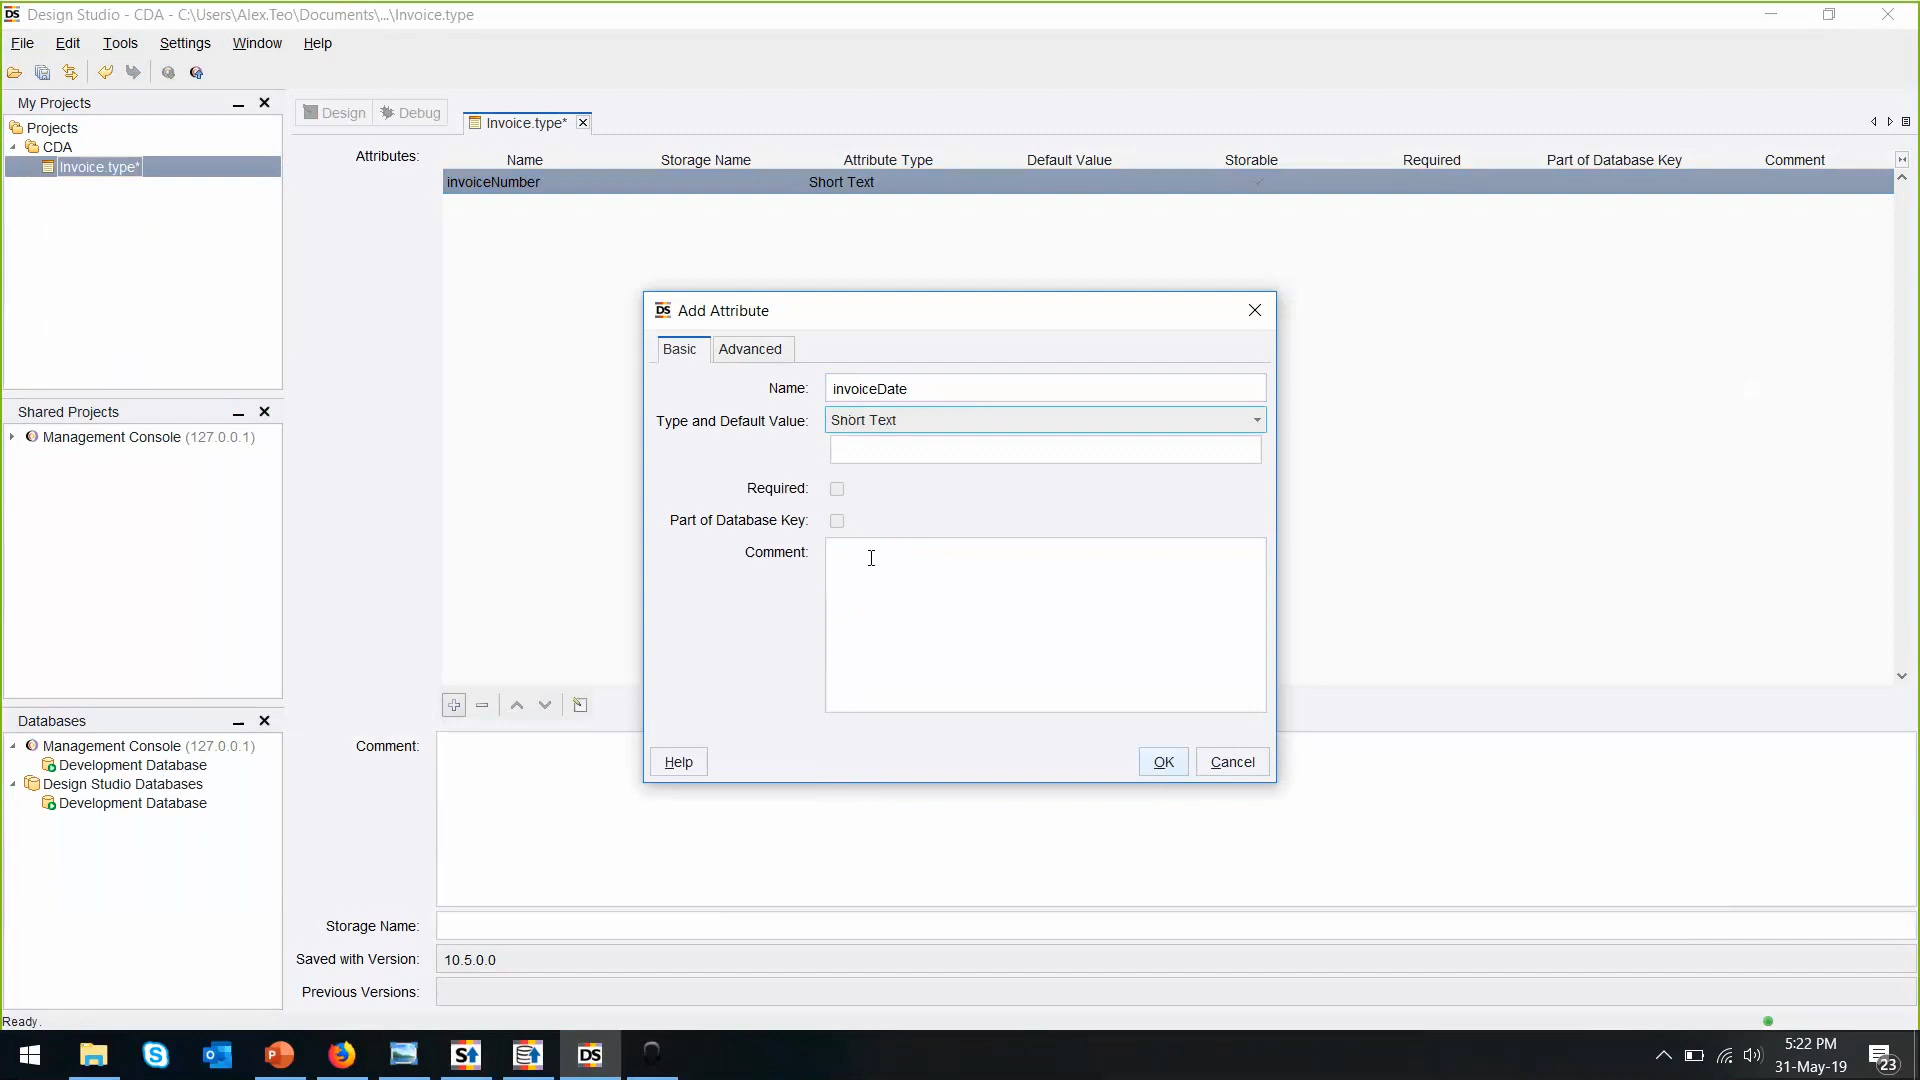 DS Design Studio - CDA - C:\Users\Alex.Teo\Documents\...\Invoice.type
File Edit Tools Settings Window Help
My Projects
Projects
CDA
Invoice.type*
Design Debug Invoice.type*
Attributes: Name Storage Name Attribute Type Default Value Storable Required Part of Database Key Comment
invoiceNumber Short Text
DS Add Attribute
Basic Advanced
Name: invoiceDate
Type and Default Value: Short Text
Required:
Part of Database Key:
Comment:
Help OK Cancel
Shared Projects
Management Console (127.0.0.1)
Databases
Management Console (127.0.0.1)
Development Database
Design Studio Databases
Development Database
Comment:
Storage Name:
Saved with Version: 10.5.0.0
Previous Versions:
Ready.
S DS
5:22 PM
31-May-19
23